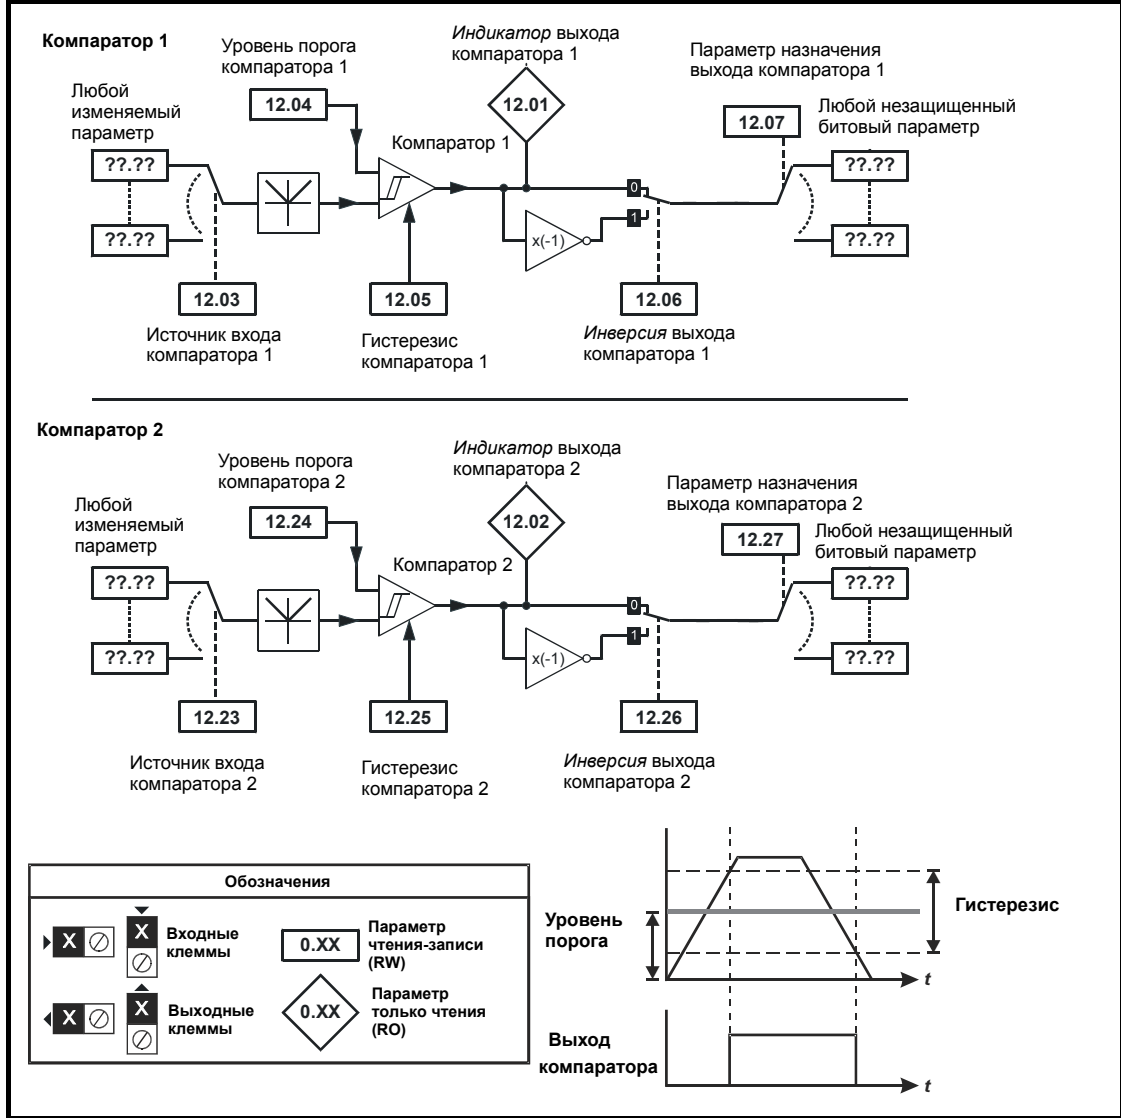 Компаратор 1
Уровень порога
компаратора 1
Индикатор выхода
компаратора 1
Параметр назначения
выхода компаратора 1
Любой
изменяемый
параметр
12.04
12.01
12.07
Любой незащищенный
битовый параметр
Компаратор 1
??.??
??.??
0
1
x(-1)
??.??
??.??
12.03
12.05
12.06
Источник входа
компаратора 1
Гистерезис
компаратора 1
Инверсия выхода
компаратора 1
Компаратор 2
Уровень порога
компаратора 2
Индикатор выхода
компаратора 2
Параметр назначения
выхода компаратора 2
Любой
изменяемый
параметр
12.24
12.02
12.27
Любой незащищенный
битовый параметр
Компаратор 2
??.??
??.??
0
1
x(-1)
??.??
??.??
12.23
12.25
12.26
Источник входа
компаратора 2
Гистерезис
компаратора 2
Инверсия выхода
компаратора 2
Обозначения
X
X
Входные
клеммы
0.XX
Параметр
чтения-записи
(RW)
X
X
Выходные
клеммы
0.XX
Параметр
только чтения
(RO)
Уровень
порога
Гистерезис
t
Выход
компаратора
t